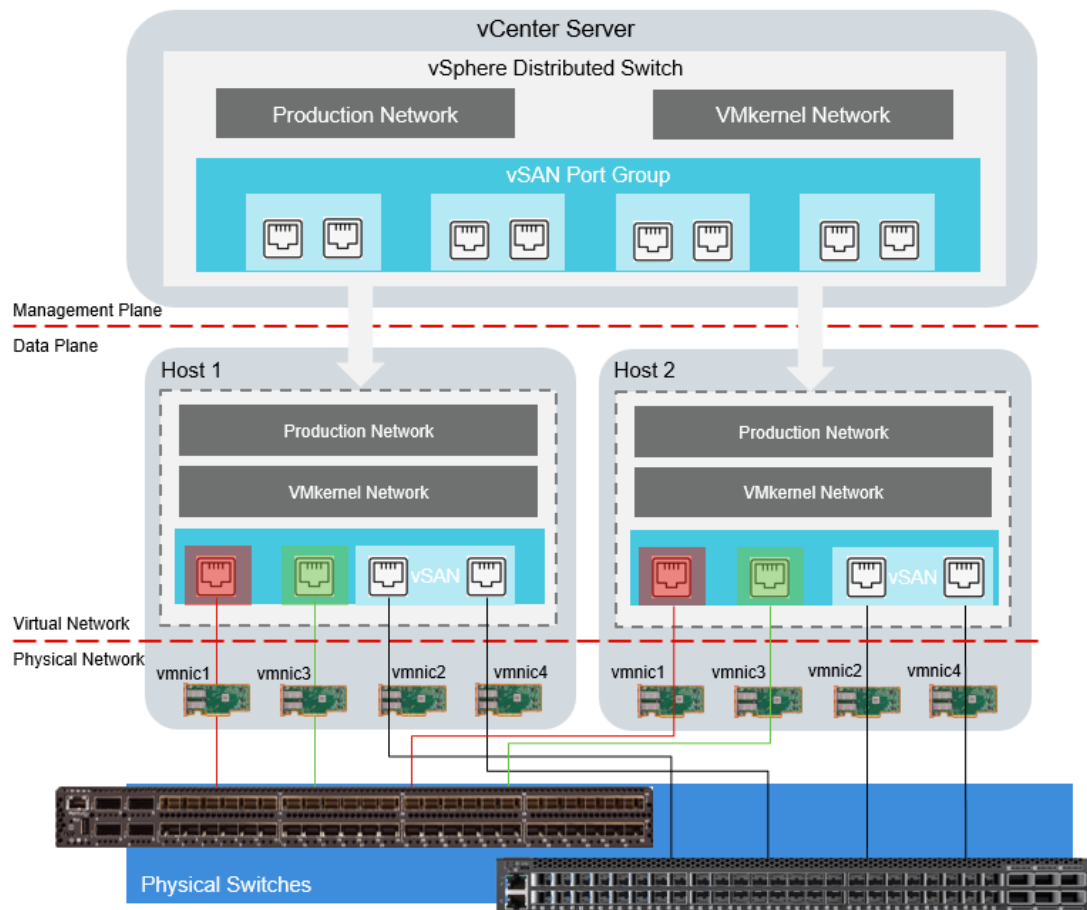 vCenter Server
vSphere Distributed Switch
Production Network
VMkernel Network
vSAN Port Group
Management Plane
Data Plane
Host 1
Host 2
Production Network
Production Network
VMkernel Network
VMkernel Network
vSAN
vSAN
Virtual Network
Physical Network
vmnic1
vmnic3
vmnic2
vmnic4
vmnic1
vmnic3
vmnic2
vmnic4
Physical Switches